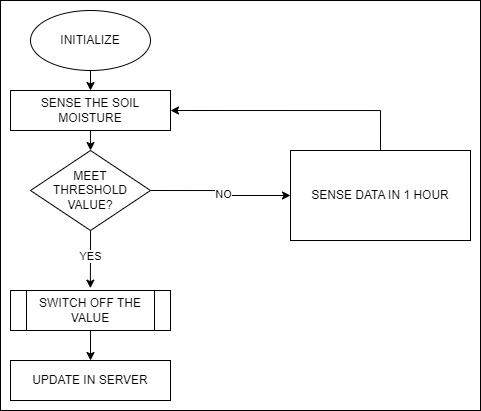 INITIALIZE
SENSE THE SOIL
MOISTURE
MEET
THRESHOLD
VALUE?
NO
SENSE DATA IN 1 HOUR
YES
SWITCH OFF THE
VALUE
UPDATE IN SERVER